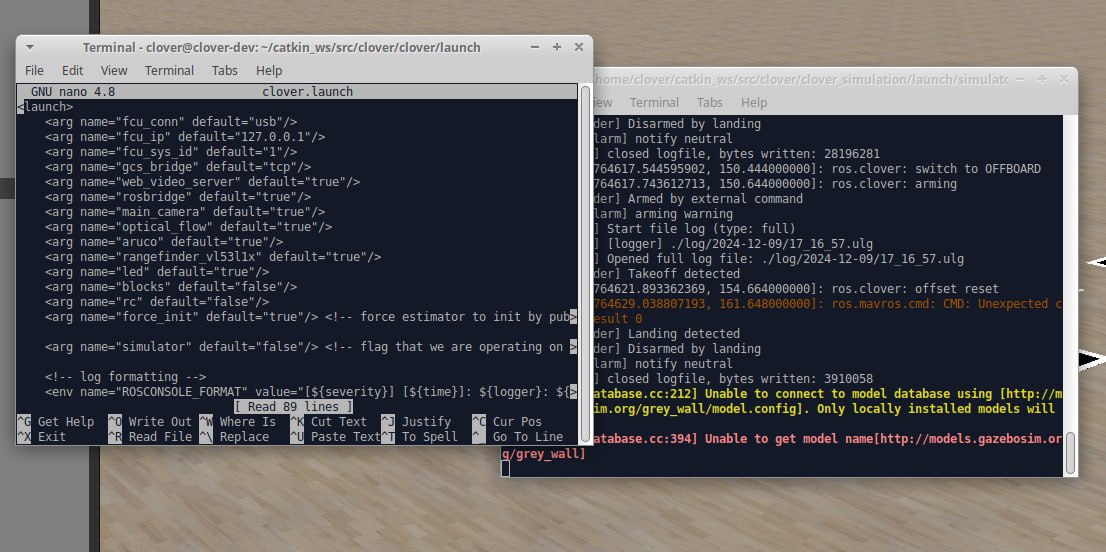 Terminal - clover@clover-dev: ~/catkin_ws/src/clover/clover/launch
File Edit View Terminal Tabs Help
GNU nano 4.8 clover.launch
<launch>
<arg name="fcu_conn" default="usb"/>
<arg name="fcu_ip" default="127.0.0.1"/>
<arg name="fcu_sys_id" default="1"/>
<arg name="gcs_bridge" default="tcp"/>
<arg name="web_video_server" default="true"/>
<arg name="rosbridge" default="true"/>
<arg name="main_camera" default="true"/>
<arg name="optical_flow" default="true"/>
<arg name="aruco" default="true"/>
<arg name="rangefinder_vl53l1x" default="true"/>
<arg name="led" default="true"/>
<arg name="blocks" default="false"/>
<arg name="rc" default="false"/>
<arg name="force_init" default="true"/> <!-- force estimator to init by pub>
<arg name="simulator" default="false"/> <!-- flag that we are operating on >
<!-- log formatting -->
<env name="ROSCONSOLE_FORMAT" value="[${severity}] [${time}]: ${logger}: ${>
[ Read 89 lines ]
^G Get Help ^O Write Out ^W Where Is ^K Cut Text ^J Justify ^C Cur Pos
^X Exit ^R Read File ^\ Replace ^U Paste Text ^T To Spell ^_ Go To Line
home/clover/catkin_ws/src/clover/clover_simulation/launch/simulato
iew Terminal Tabs Help
der] Disarmed by landing
larm] notify neutral
] closed logfile, bytes written: 28196281
764617.544595902, 150.444000000]: ros.clover: switch to OFFBOARD
764617.743612713, 150.644000000]: ros.clover: arming
der] Armed by external command
larm] arming warning
] Start file log (type: full)
] [logger] ./log/2024-12-09/17_16_57.ulg
] Opened full log file: ./log/2024-12-09/17_16_57.ulg
der] Takeoff detected
764621.893362369, 154.664000000]: ros.clover: offset reset
764629.038807193, 161.648000000]: ros.mavros.cmd: CMD: Unexpected c
esult 0
der] Landing detected
der] Disarmed by landing
larm] notify neutral
] closed logfile, bytes written: 3910058
atabase.cc:212] Unable to connect to model database using [http://m
im.org/grey_wall/model.config]. Only locally installed models will
atabase.cc:394] Unable to get model name[http://models.gazebosim.or
g/grey_wall]